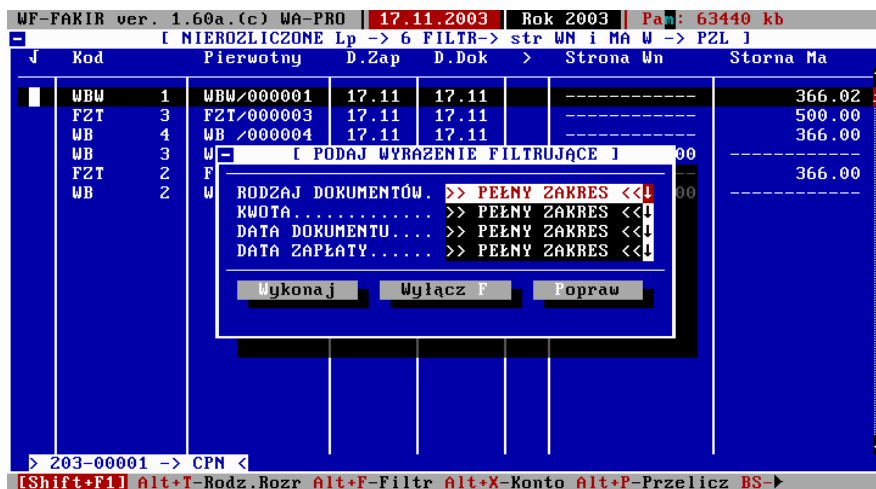 WF-FAKIR ver. 1.60a.(c) WA-PRO | 17.11.2003 | Rok 2003 | Pam: 63440 kb
[ NIEROZLICZONE Lp -> 6 FILTR-> str WN i MA W -> PZL ]
√ Kod Pierwotny D.Zap D.Dok > Strona Wn Storna Ma
WBW 1 WBW/000001 17.11 17.11 ------------ 366.02
FZT 3 FZT/000003 17.11 17.11 ------------ 500.00
WB 4 WB /000004 17.11 17.11 ------------ 366.00
WB 3 W 00 ------------
[ PODAJ WYRAŻENIE FILTRUJĄCE ]
FZT 2 F 366.00
WB 2 W 00 ------------
RODZAJ DOKUMENTÓW. >> PEŁNY ZAKRES <<↓
KWOTA............. >> PEŁNY ZAKRES <<↓
DATA DOKUMENTU.... >> PEŁNY ZAKRES <<↓
DATA ZAPŁATY...... >> PEŁNY ZAKRES <<↓
Wykonaj Wyłącz F Popraw
> 203-00001 -> CPN <
[Shift+F1] Alt+T-Rodz.Rozr Alt+F-Filtr Alt+X-Konto Alt+P-Przelicz BS-►